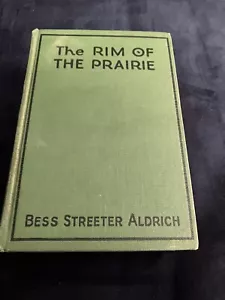 The RIM OF
THE PRAIRIE
BESS STREETER ALDRICH